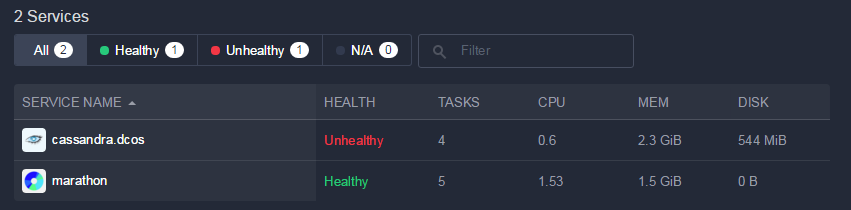 2 Services
All 2 Healthy 1 Unhealthy 1 N/A 0 Filter
SERVICE NAME HEALTH TASKS CPU MEM DISK
cassandra.dcos Unhealthy 4 0.6 2.3 GiB 544 MiB
marathon Healthy 5 1.53 1.5 GiB 0 B